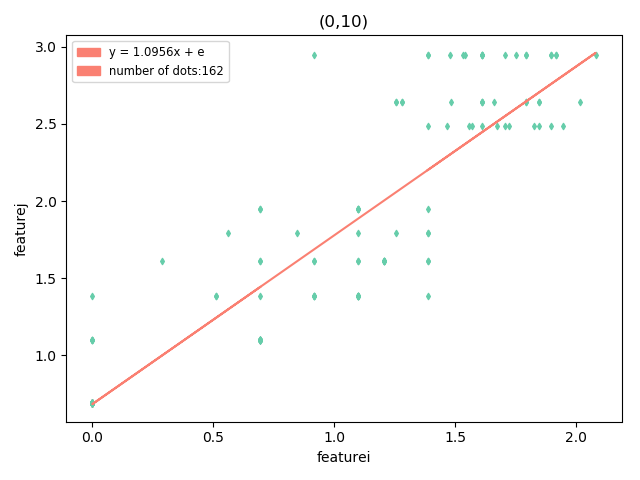 (0,10)
y = 1.0956x + e
number of dots:162
featurej
3.0
2.5
2.0
1.5
1.0
0.0 0.5 1.0 1.5 2.0
featurei